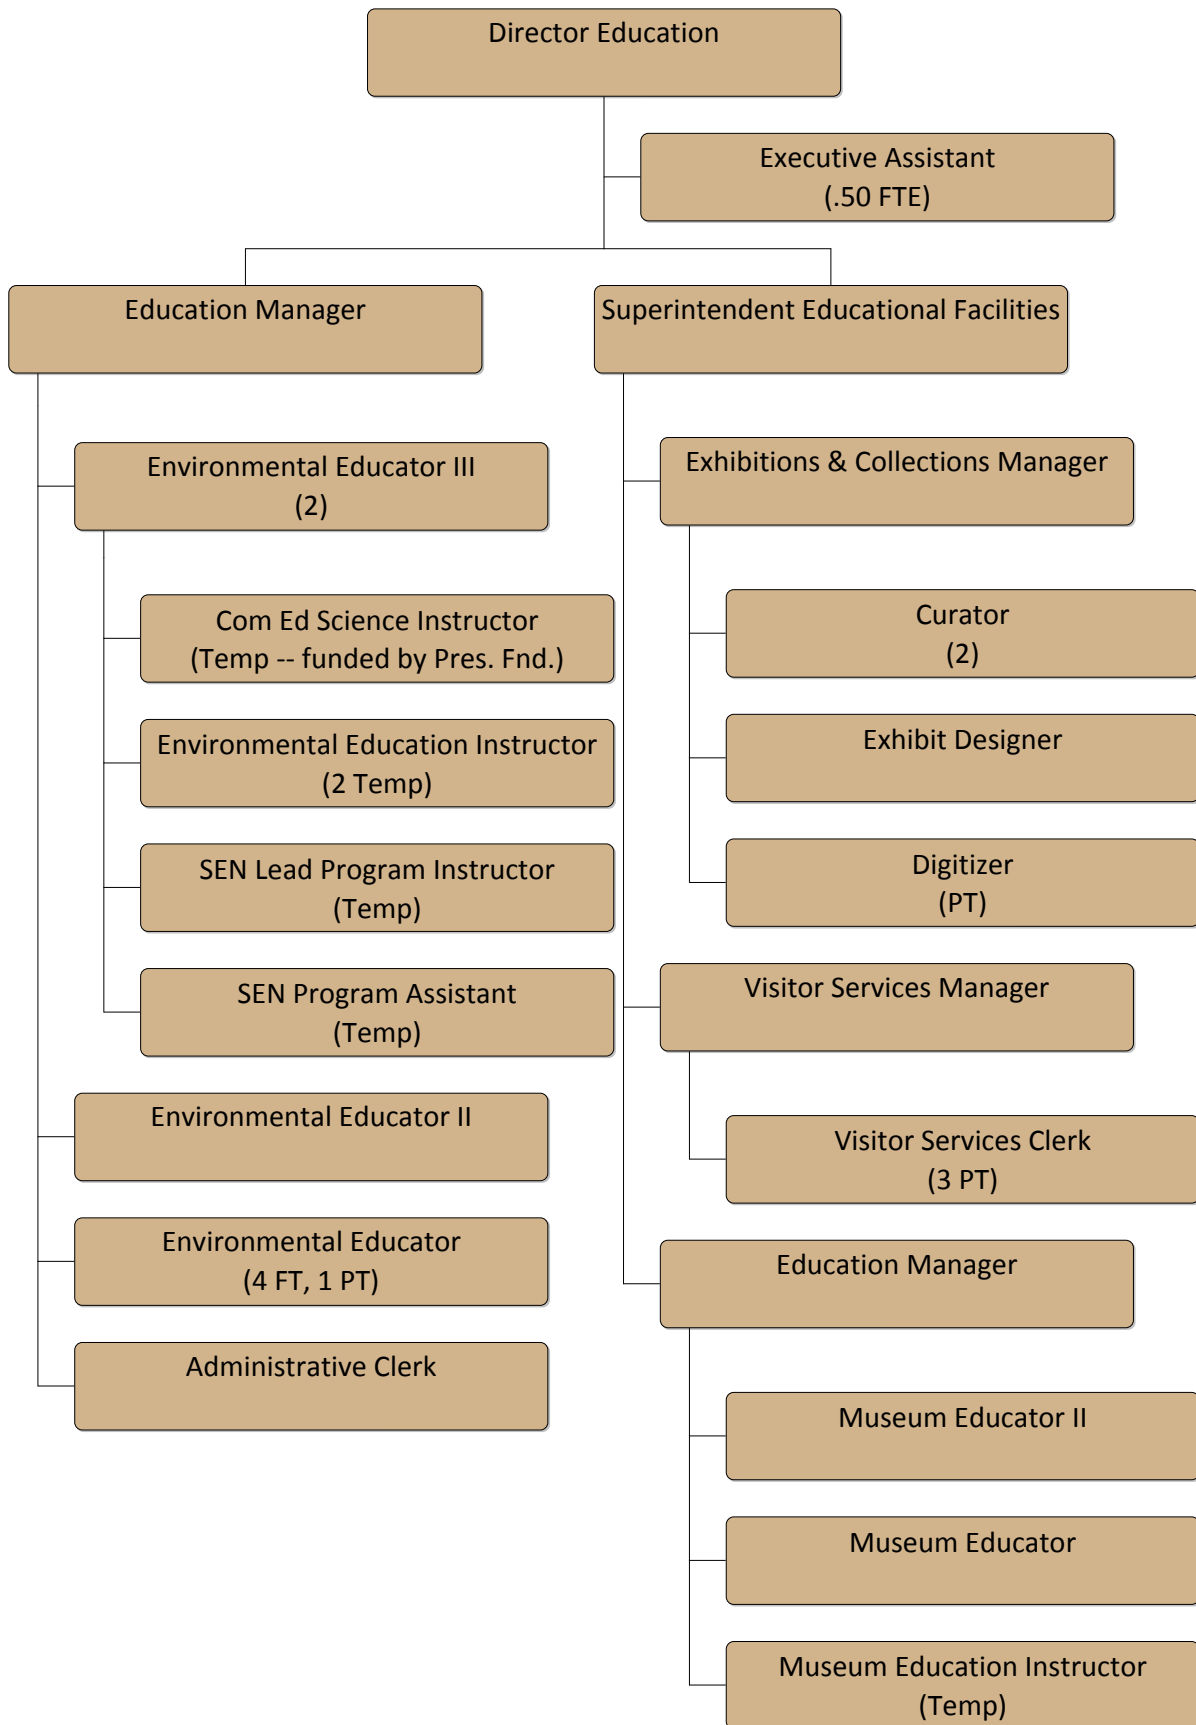 Director Education
Executive Assistant
(.50 FTE)
Education Manager
Environmental Educator III
(2)
Com Ed Science Instructor
(Temp -- funded by Pres. Fnd.)
Environmental Education Instructor
(2 Temp)
SEN Lead Program Instructor
(Temp)
SEN Program Assistant
(Temp)
Environmental Educator II
Environmental Educator
(4 FT, 1 PT)
Administrative Clerk
Superintendent Educational Facilities
Exhibitions & Collections Manager
Curator
(2)
Exhibit Designer
Digitizer
(PT)
Visitor Services Manager
Visitor Services Clerk
(3 PT)
Education Manager
Museum Educator II
Museum Educator
Museum Education Instructor
(Temp)